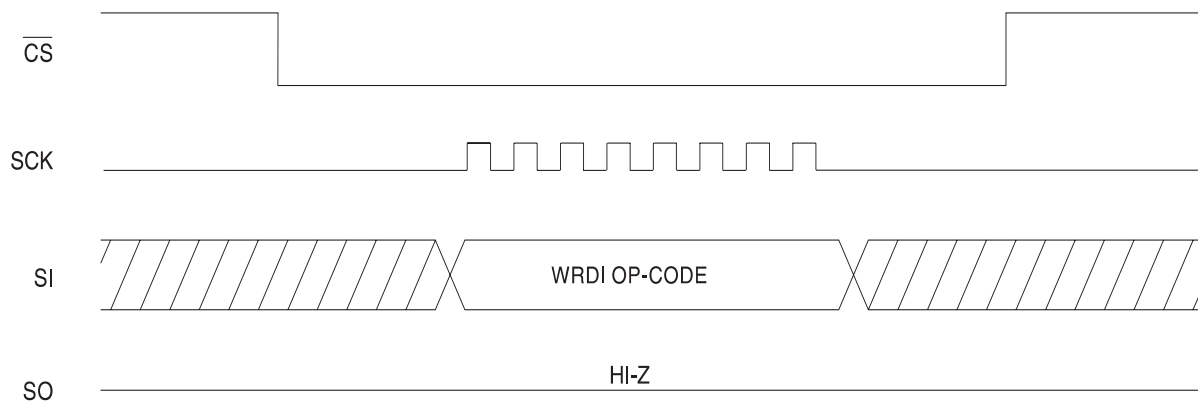 CS
SCK
SI
WRDI OP-CODE
HI-Z
SO